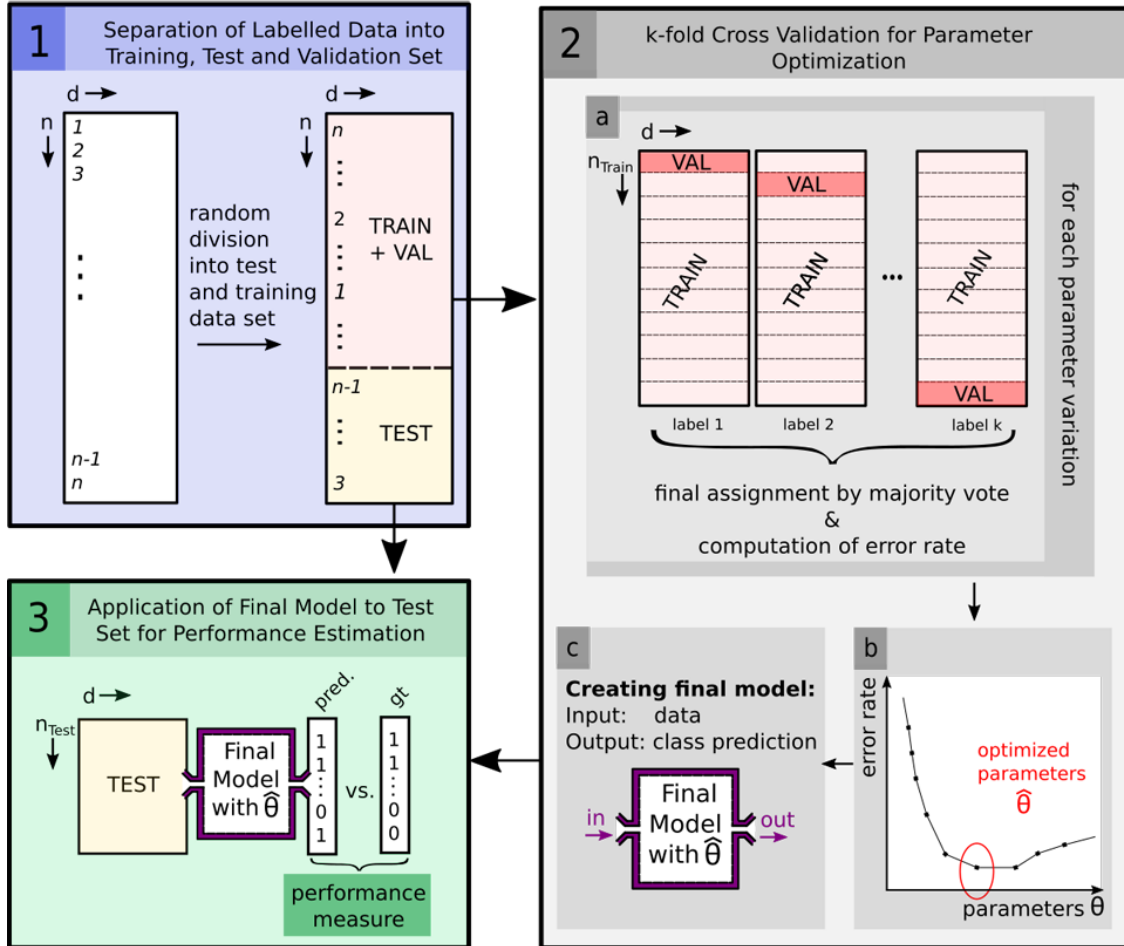 1
Separation of Labelled Data into
Training, Test and Validation Set
d
n
1
2
3
n-1
n
random
division
into test
and training
data set
d
n
n
2
1
TRAIN
+ VAL
n-1
TEST
3
2
k-fold Cross Validation for Parameter
Optimization
a
d
nTrain
VAL
TRAIN
label 1
VAL
TRAIN
label 2
...
TRAIN
VAL
label k
for each parameter variation
final assignment by majority vote
&
computation of error rate
b
error rate
optimized
parameters
θ̂
parameters θ
c
Creating final model:
Input: data
Output: class prediction
in
Final
Model
with θ̂
out
3
Application of Final Model to Test
Set for Performance Estimation
d
nTest
TEST
Final
Model
with θ̂
pred.
1
1
0
1
vs.
gt
1
1
0
0
performance
measure